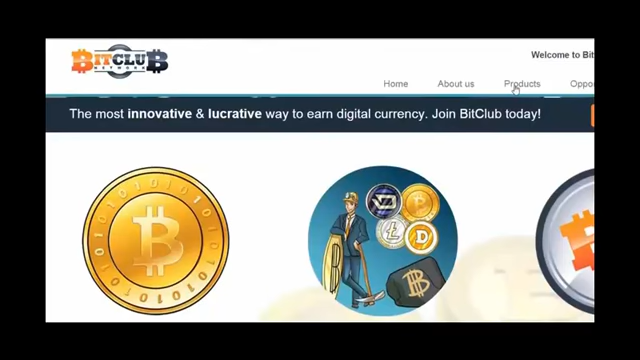 BITCLUB
NETWORK
Welcome to Bit
Home About us Products Oppo
The most innovative & lucrative way to earn digital currency. Join BitClub today!